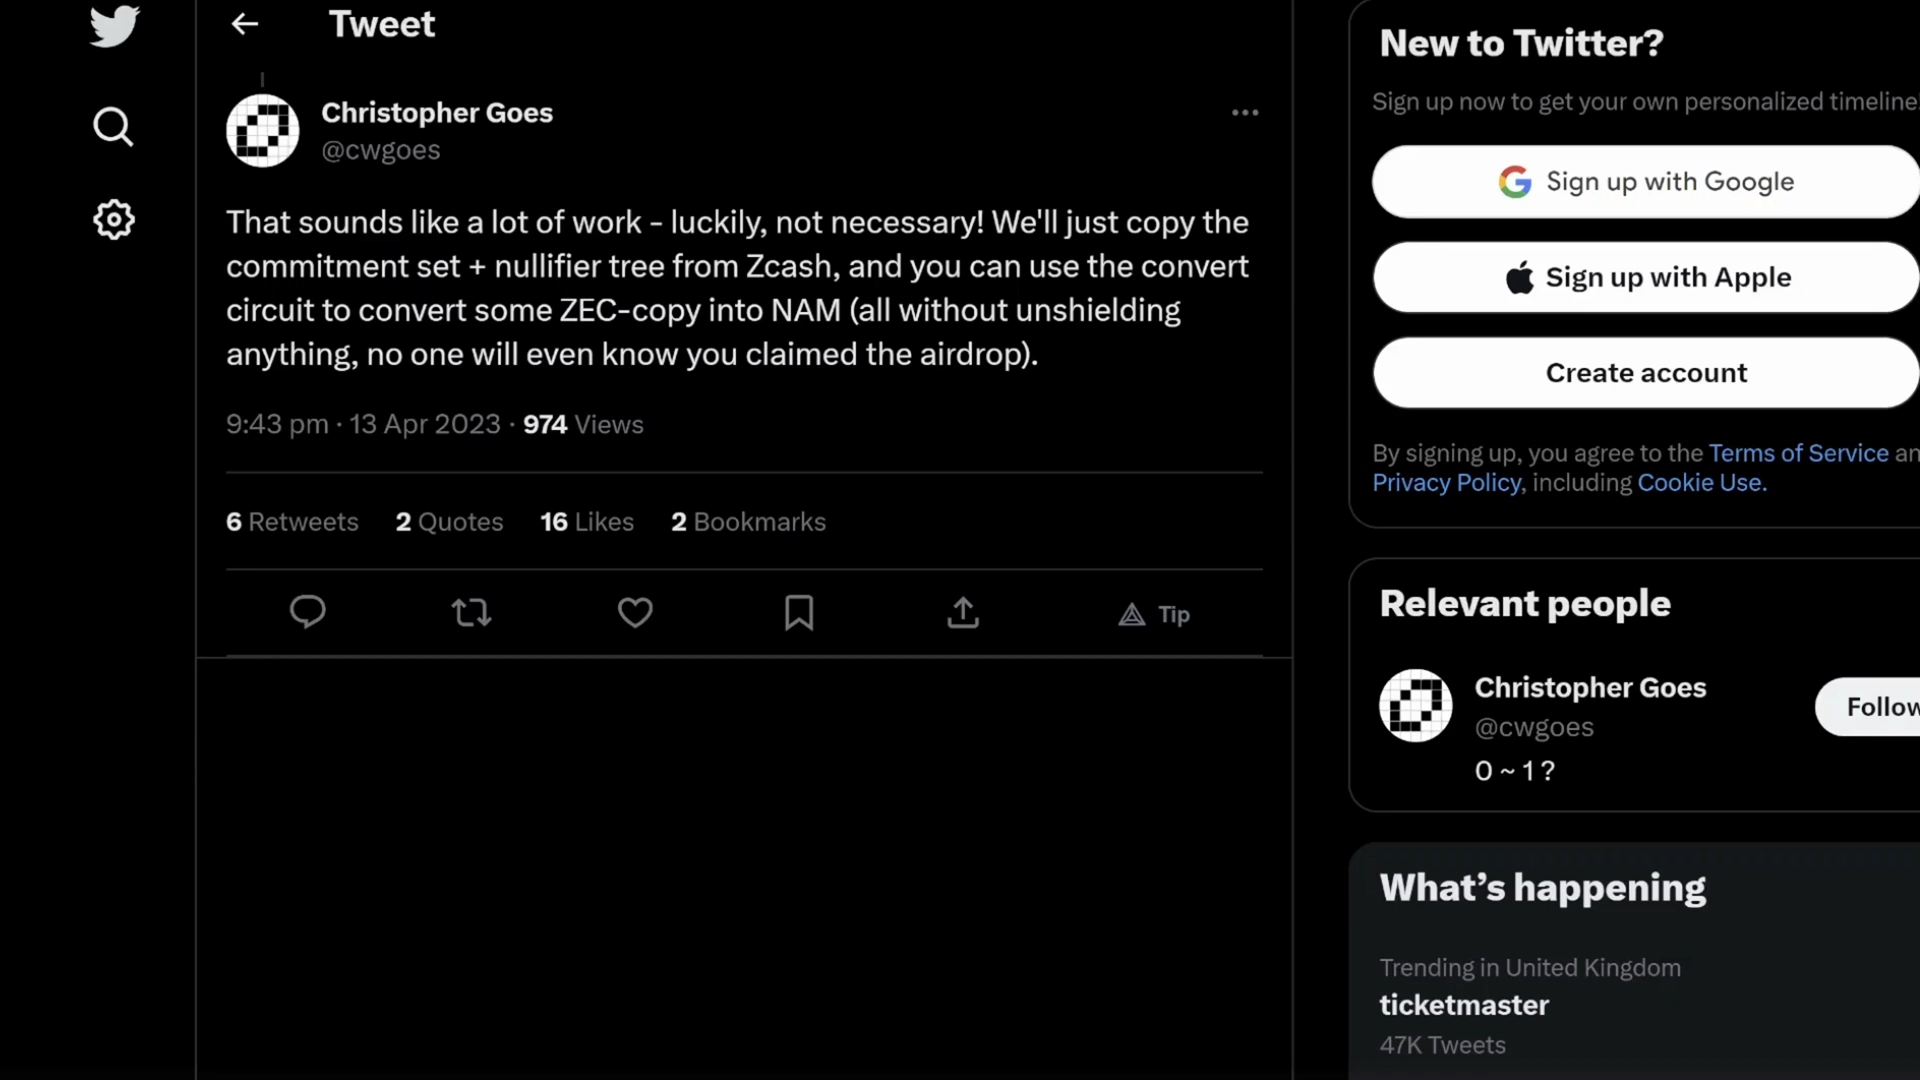 Tweet
Christopher Goes
@cwgoes
That sounds like a lot of work - luckily, not necessary! We'll just copy the
commitment set + nullifier tree from Zcash, and you can use the convert
circuit to convert some ZEC-copy into NAM (all without unshielding
anything, no one will even know you claimed the airdrop).
9:43 pm · 13 Apr 2023 · 974 Views
6 Retweets 2 Quotes 16 Likes 2 Bookmarks
Tip
New to Twitter?
Sign up now to get your own personalized timeline
Sign up with Google
Sign up with Apple
Create account
By signing up, you agree to the Terms of Service an
Privacy Policy, including Cookie Use.
Relevant people
Christopher Goes
@cwgoes
Follow
0 ~ 1 ?
What's happening
Trending in United Kingdom
ticketmaster
47K Tweets